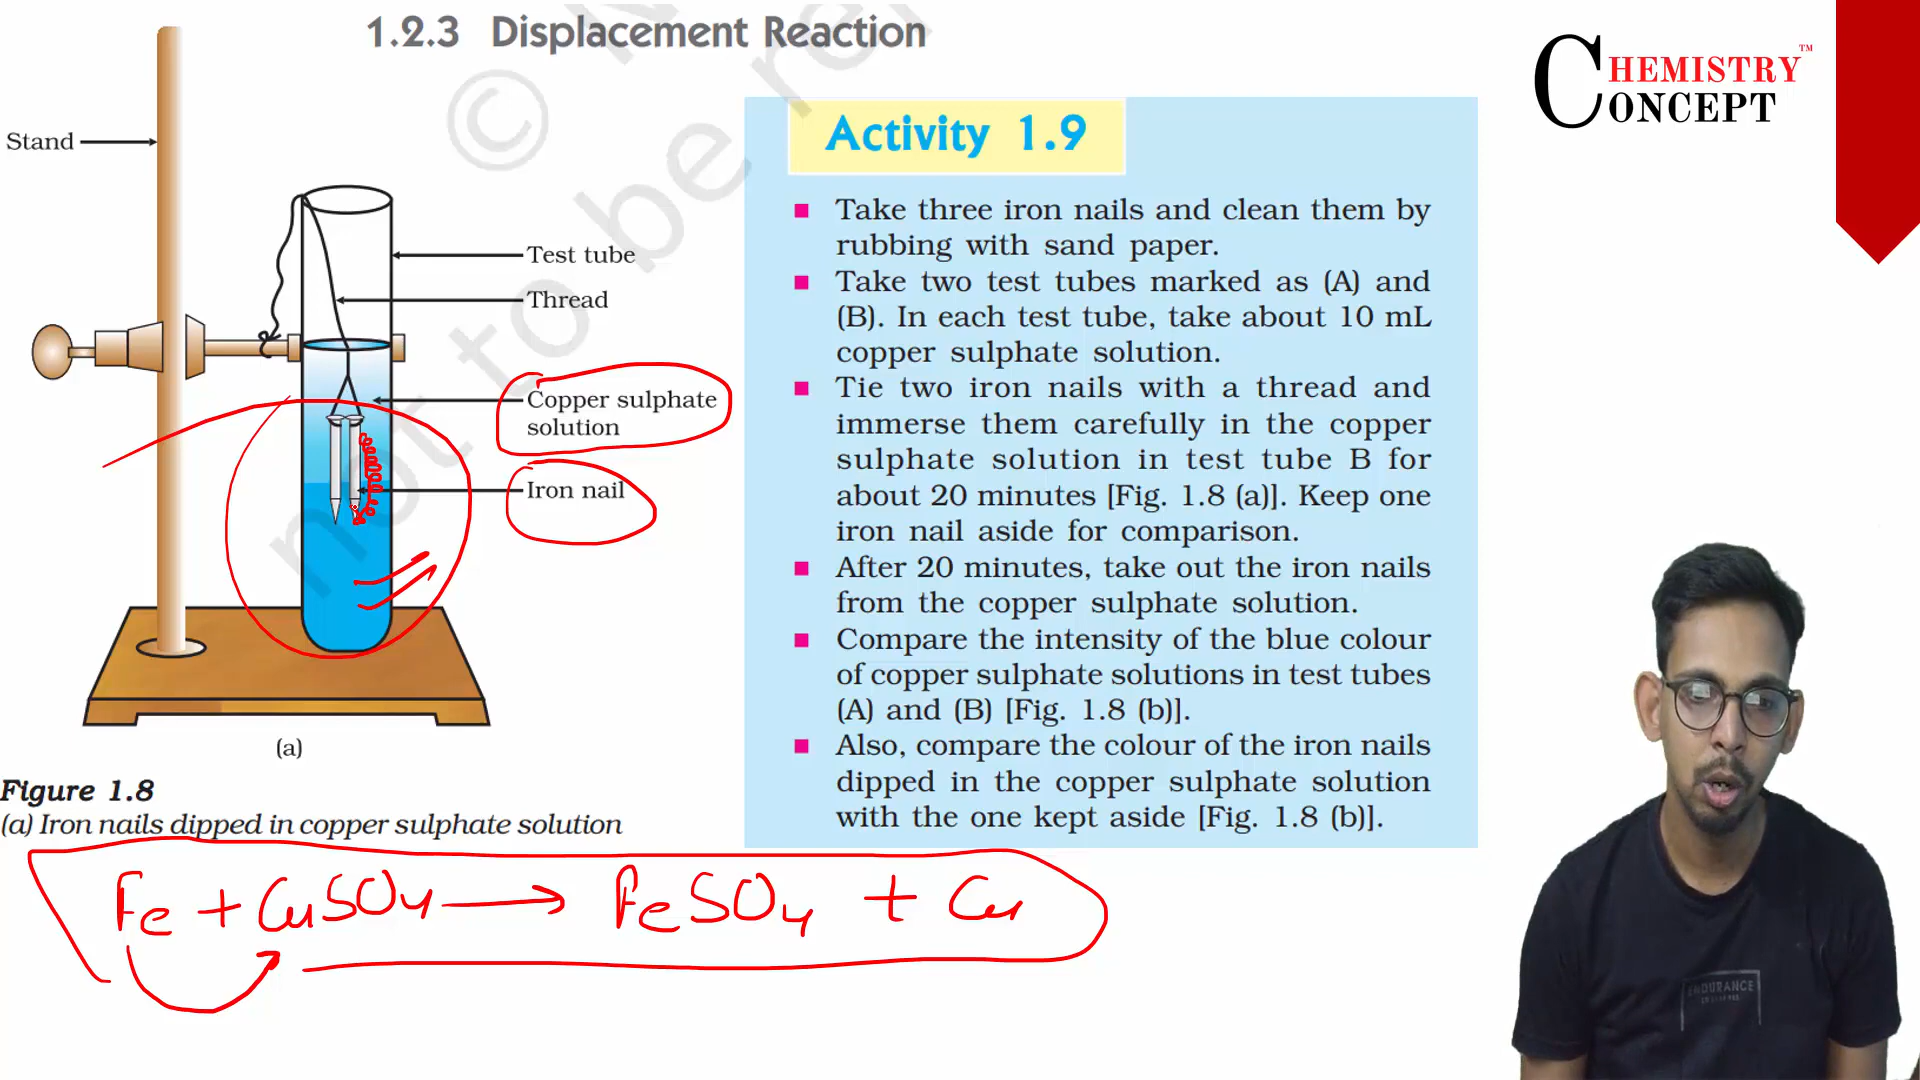 1.2.3 Displacement Reaction
CHEMISTRY™
CONCEPT
Stand
Test tube
Thread
Copper sulphate
solution
Iron nail
(a)
Figure 1.8
(a) Iron nails dipped in copper sulphate solution
Activity 1.9
Take three iron nails and clean them by
rubbing with sand paper.
Take two test tubes marked as (A) and
(B). In each test tube, take about 10 mL
copper sulphate solution.
Tie two iron nails with a thread and
immerse them carefully in the copper
sulphate solution in test tube B for
about 20 minutes [Fig. 1.8 (a)]. Keep one
iron nail aside for comparison.
After 20 minutes, take out the iron nails
from the copper sulphate solution.
Compare the intensity of the blue colour
of copper sulphate solutions in test tubes
(A) and (B) [Fig. 1.8 (b)].
Also, compare the colour of the iron nails
dipped in the copper sulphate solution
with the one kept aside [Fig. 1.8 (b)].
Fe + CuSO4 → FeSO4 + Cu
©
not to be re
ENDURANCE